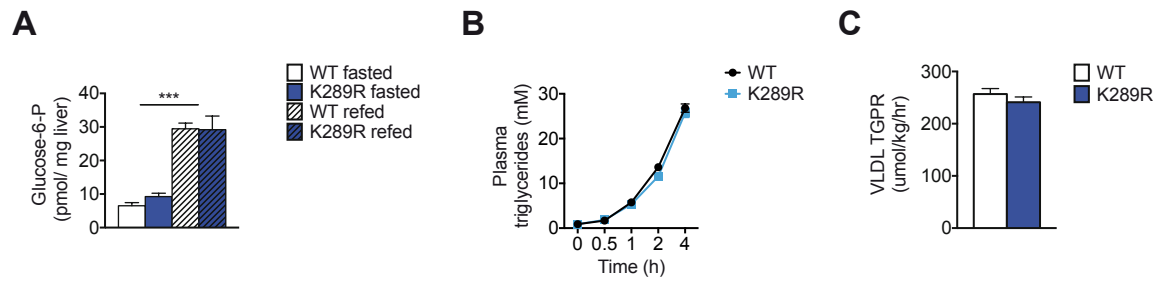 A
WT fasted
K289R fasted
WT refed
K289R refed
Glucose-6-P
(pmol/ mg liver)
40
30
20
10
0
***
B
WT
K289R
Plasma
triglycerides (mM)
30
20
10
0
0 0.5 1 2 4
Time (h)
C
WT
K289R
VLDL TGPR
(umol/kg/hr)
300
200
100
0